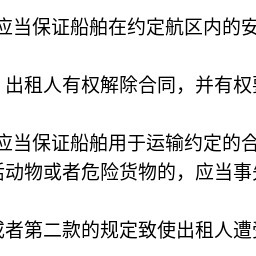 应当保证船舶在约定航区内的安
出租人有权解除合同，并有权
应当保证船舶用于运输约定的合
动物或者危险货物的，应当事
者第二款的规定致使出租人遭